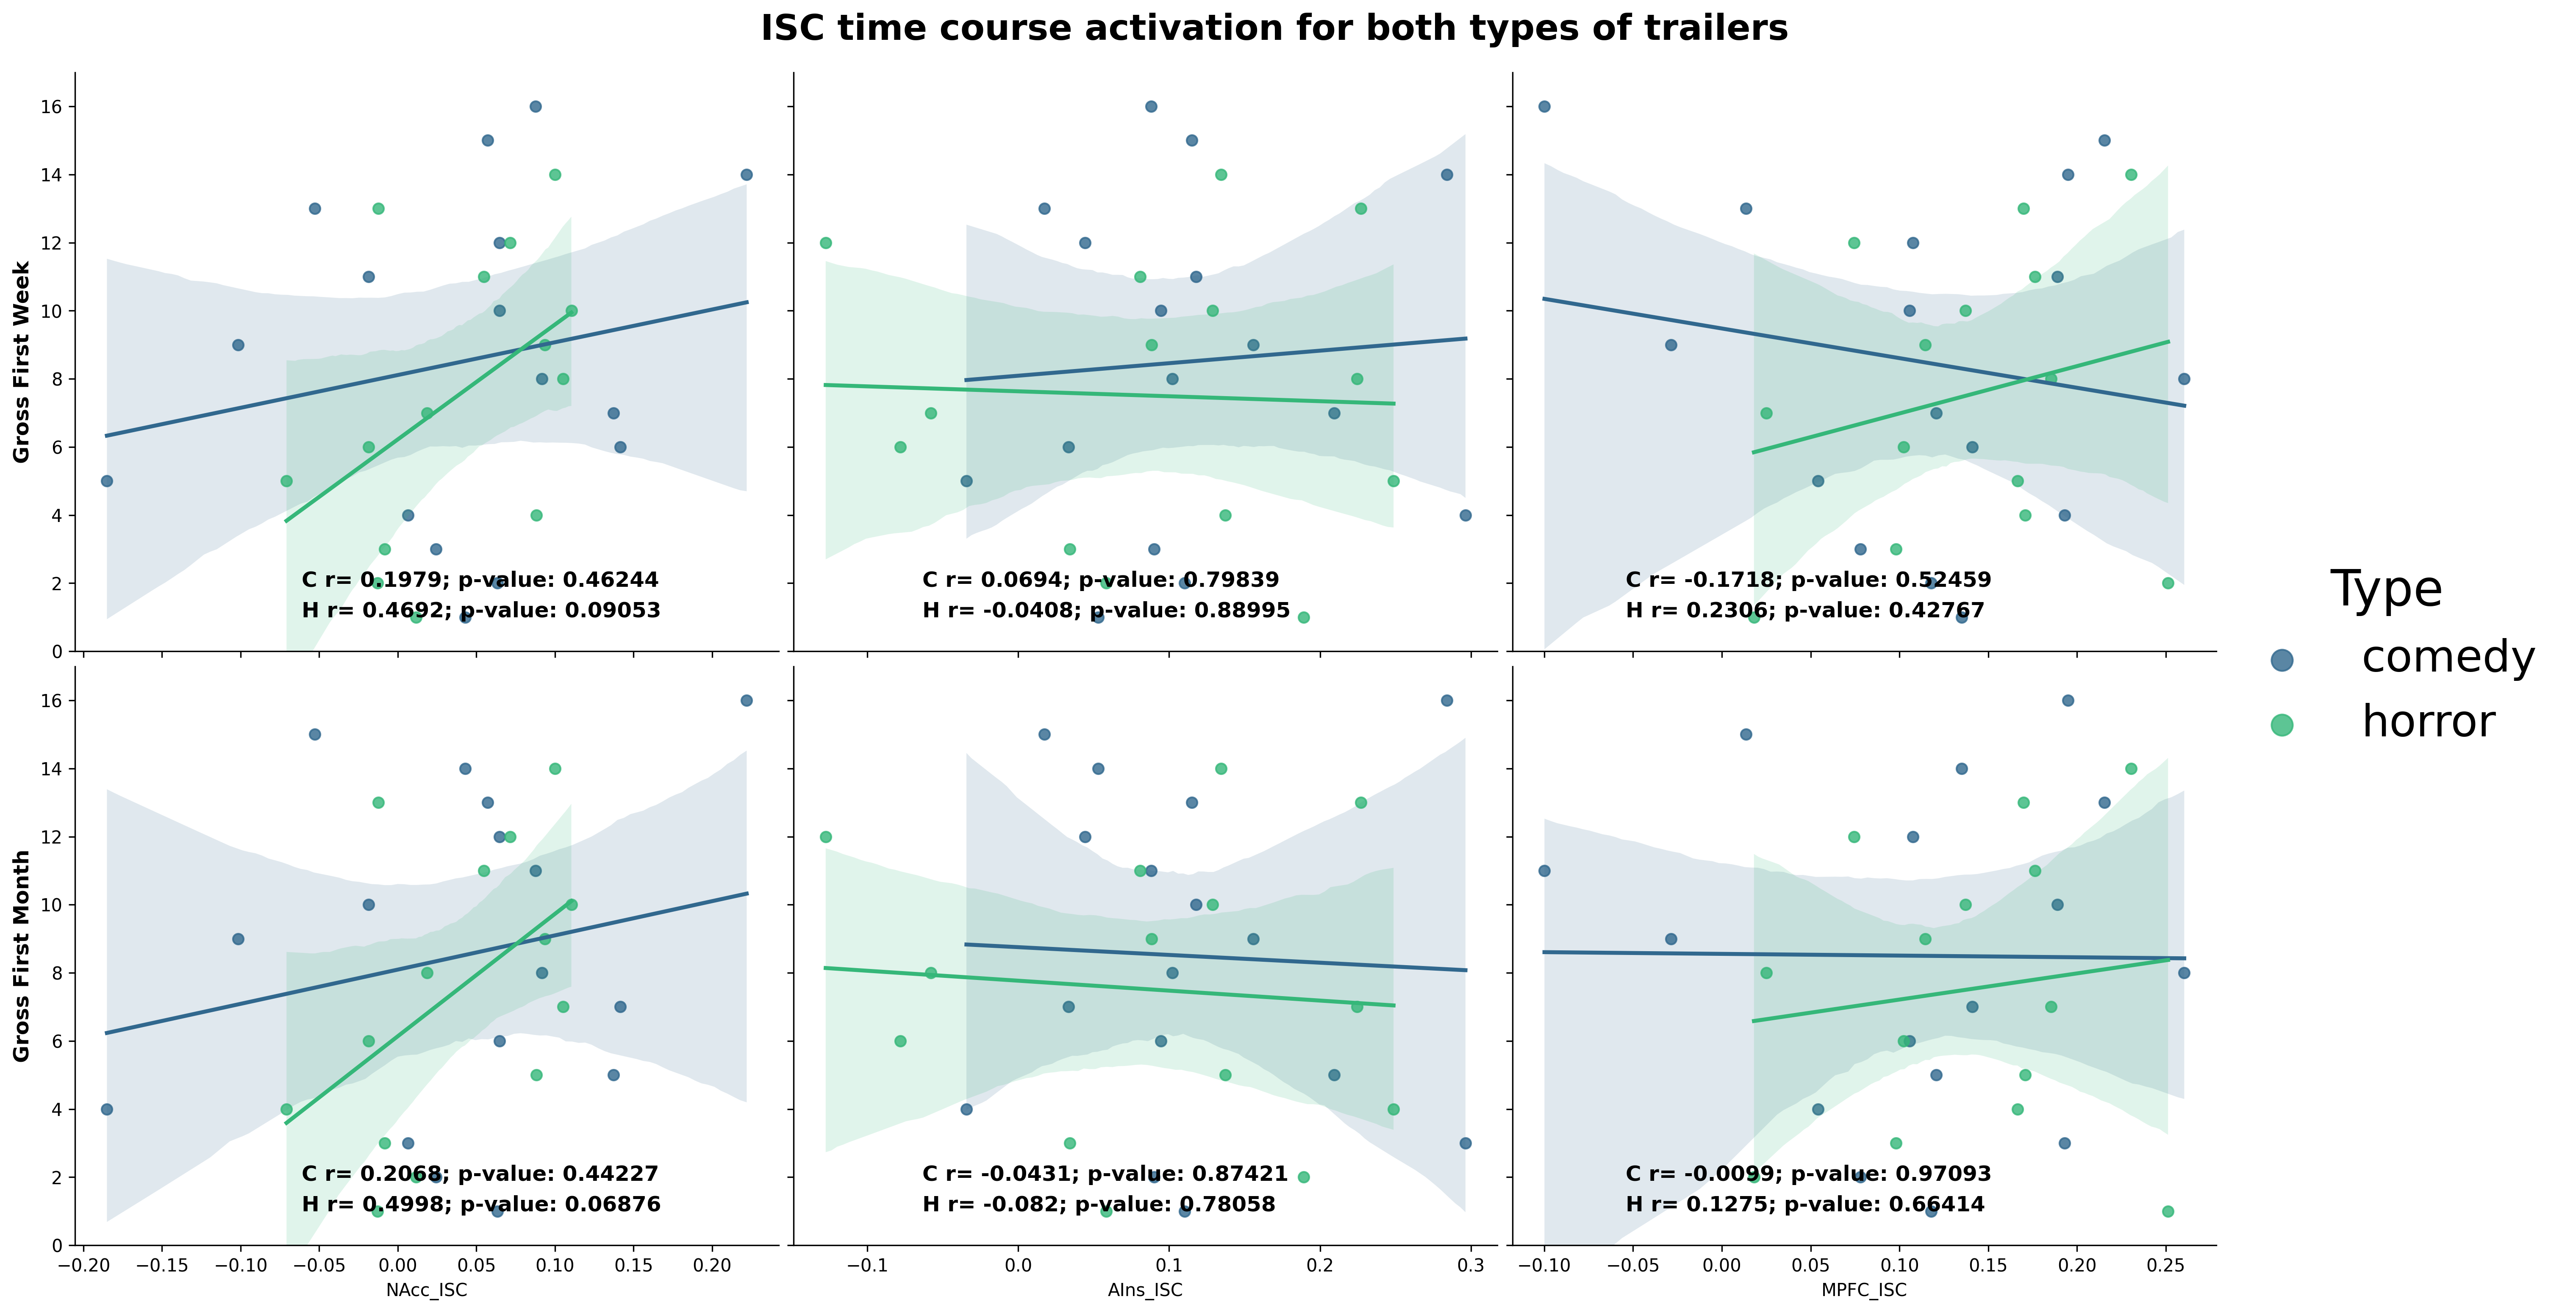 ISC time course activation for both types of trailers
Gross First Week
16
14
12
10
8
6
4
2
0
C r= 0.1979; p-value: 0.46244
H r= 0.4692; p-value: 0.09053
C r= 0.0694; p-value: 0.79839
H r= -0.0408; p-value: 0.88995
C r= -0.1718; p-value: 0.52459
H r= 0.2306; p-value: 0.42767
Type
comedy
horror
Gross First Month
16
14
12
10
8
6
4
2
0
C r= 0.2068; p-value: 0.44227
H r= 0.4998; p-value: 0.06876
C r= -0.0431; p-value: 0.87421
H r= -0.082; p-value: 0.78058
C r= -0.0099; p-value: 0.97093
H r= 0.1275; p-value: 0.66414
−0.20 −0.15 −0.10 −0.05 0.00 0.05 0.10 0.15 0.20
NAcc_ISC
−0.1 0.0 0.1 0.2 0.3
AIns_ISC
−0.10 −0.05 0.00 0.05 0.10 0.15 0.20 0.25
MPFC_ISC